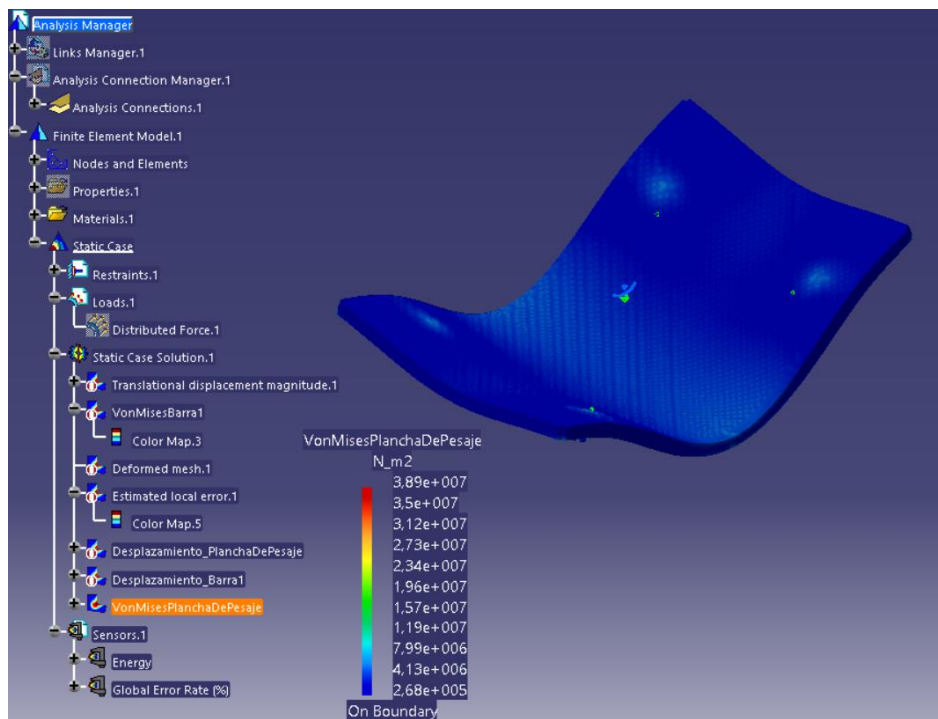 Analysis Manager
Links Manager.1
Analysis Connection Manager.1
Analysis Connections.1
Finite Element Model.1
Nodes and Elements
Properties.1
Materials.1
Static Case
Restraints.1
Loads.1
Distributed Force.1
Static Case Solution.1
Translational displacement magnitude.1
VonMisesBarra1
Color Map.3
Deformed mesh.1
Estimated local error.1
Color Map.5
Desplazamiento_PlanchaDePesaje
Desplazamiento_Barra1
VonMisesPlanchaDePesaje
Sensors.1
Energy
Global Error Rate (%)
VonMisesPlanchaDePesaje
N_m2
3,89e+007
3,5e+007
3,12e+007
2,73e+007
2,34e+007
1,96e+007
1,57e+007
1,19e+007
7,99e+006
4,13e+006
2,68e+005
On Boundary